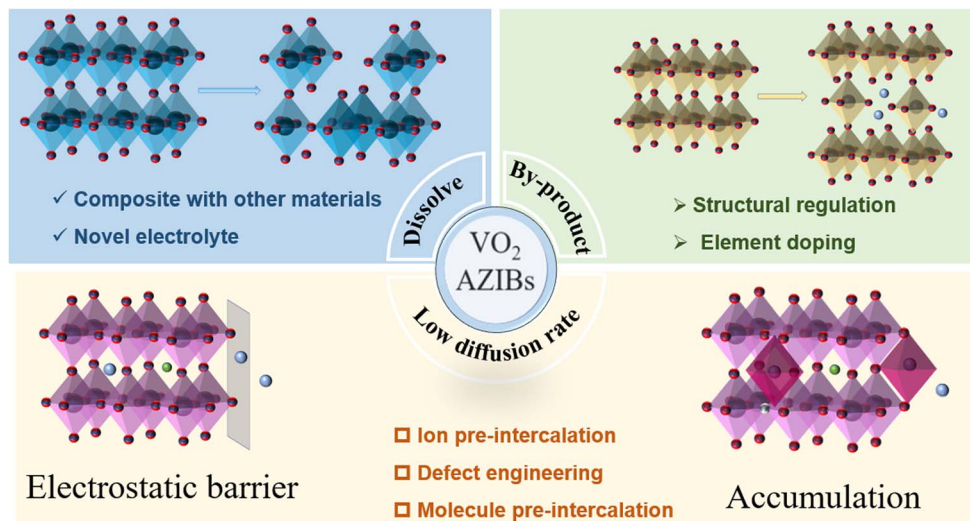 ✓ Composite with other materials
✓ Novel electrolyte
➢ Structural regulation
➢ Element doping
Dissolve
By-product
VO₂
AZIBs
Low diffusion rate
Electrostatic barrier
❑ Ion pre-intercalation
❑ Defect engineering
❑ Molecule pre-intercalation
Accumulation